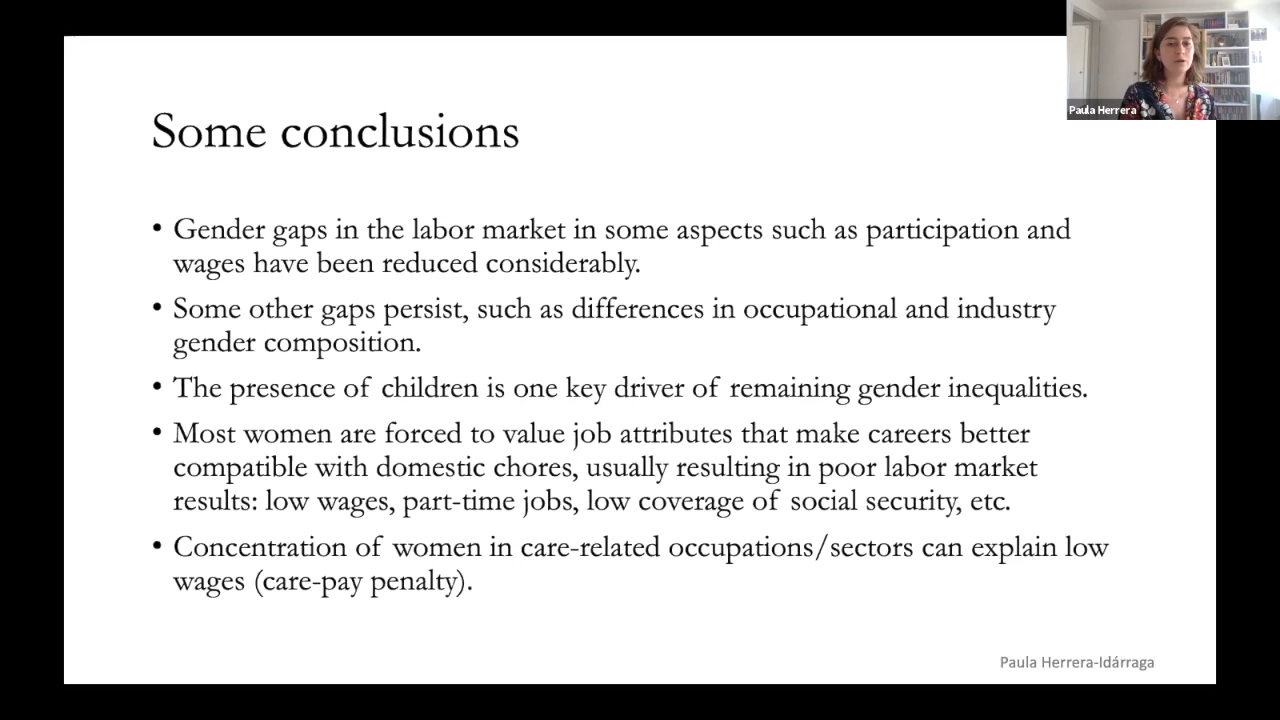 Paula Herrera
Some conclusions
• Gender gaps in the labor market in some aspects such as participation and
wages have been reduced considerably.
• Some other gaps persist, such as differences in occupational and industry
gender composition.
• The presence of children is one key driver of remaining gender inequalities.
• Most women are forced to value job attributes that make careers better
compatible with domestic chores, usually resulting in poor labor market
results: low wages, part-time jobs, low coverage of social security, etc.
• Concentration of women in care-related occupations/sectors can explain low
wages (care-pay penalty).
Paula Herrera-Idárraga